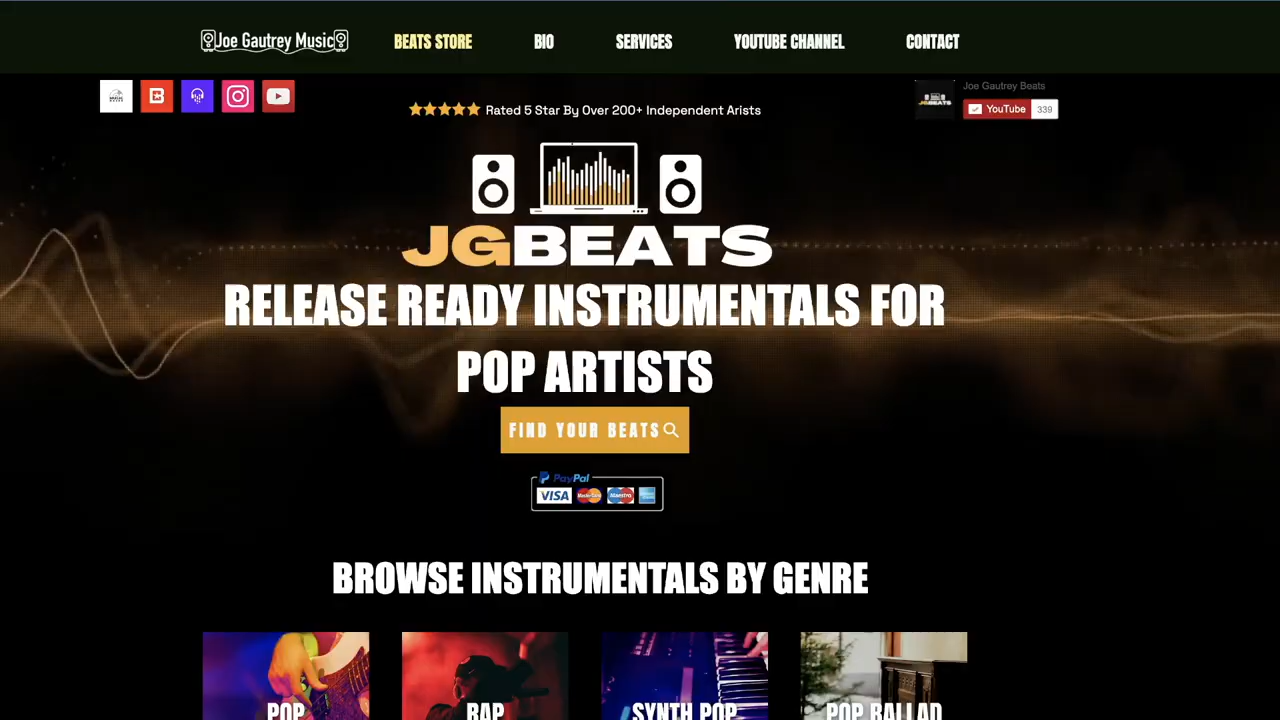 Joe Gautrey Music
BEATS STORE
BIO
SERVICES
YOUTUBE CHANNEL
CONTACT
Rated 5 Star By Over 200+ Independent Arists
JGBEATS
Joe Gautrey Beats
YouTube 339
JGBEATS
RELEASE READY INSTRUMENTALS FOR
POP ARTISTS
FIND YOUR BEATS
PayPal
VISA MasterCard Maestro
BROWSE INSTRUMENTALS BY GENRE
POP
RAP
SYNTH POP
POP BALLAD